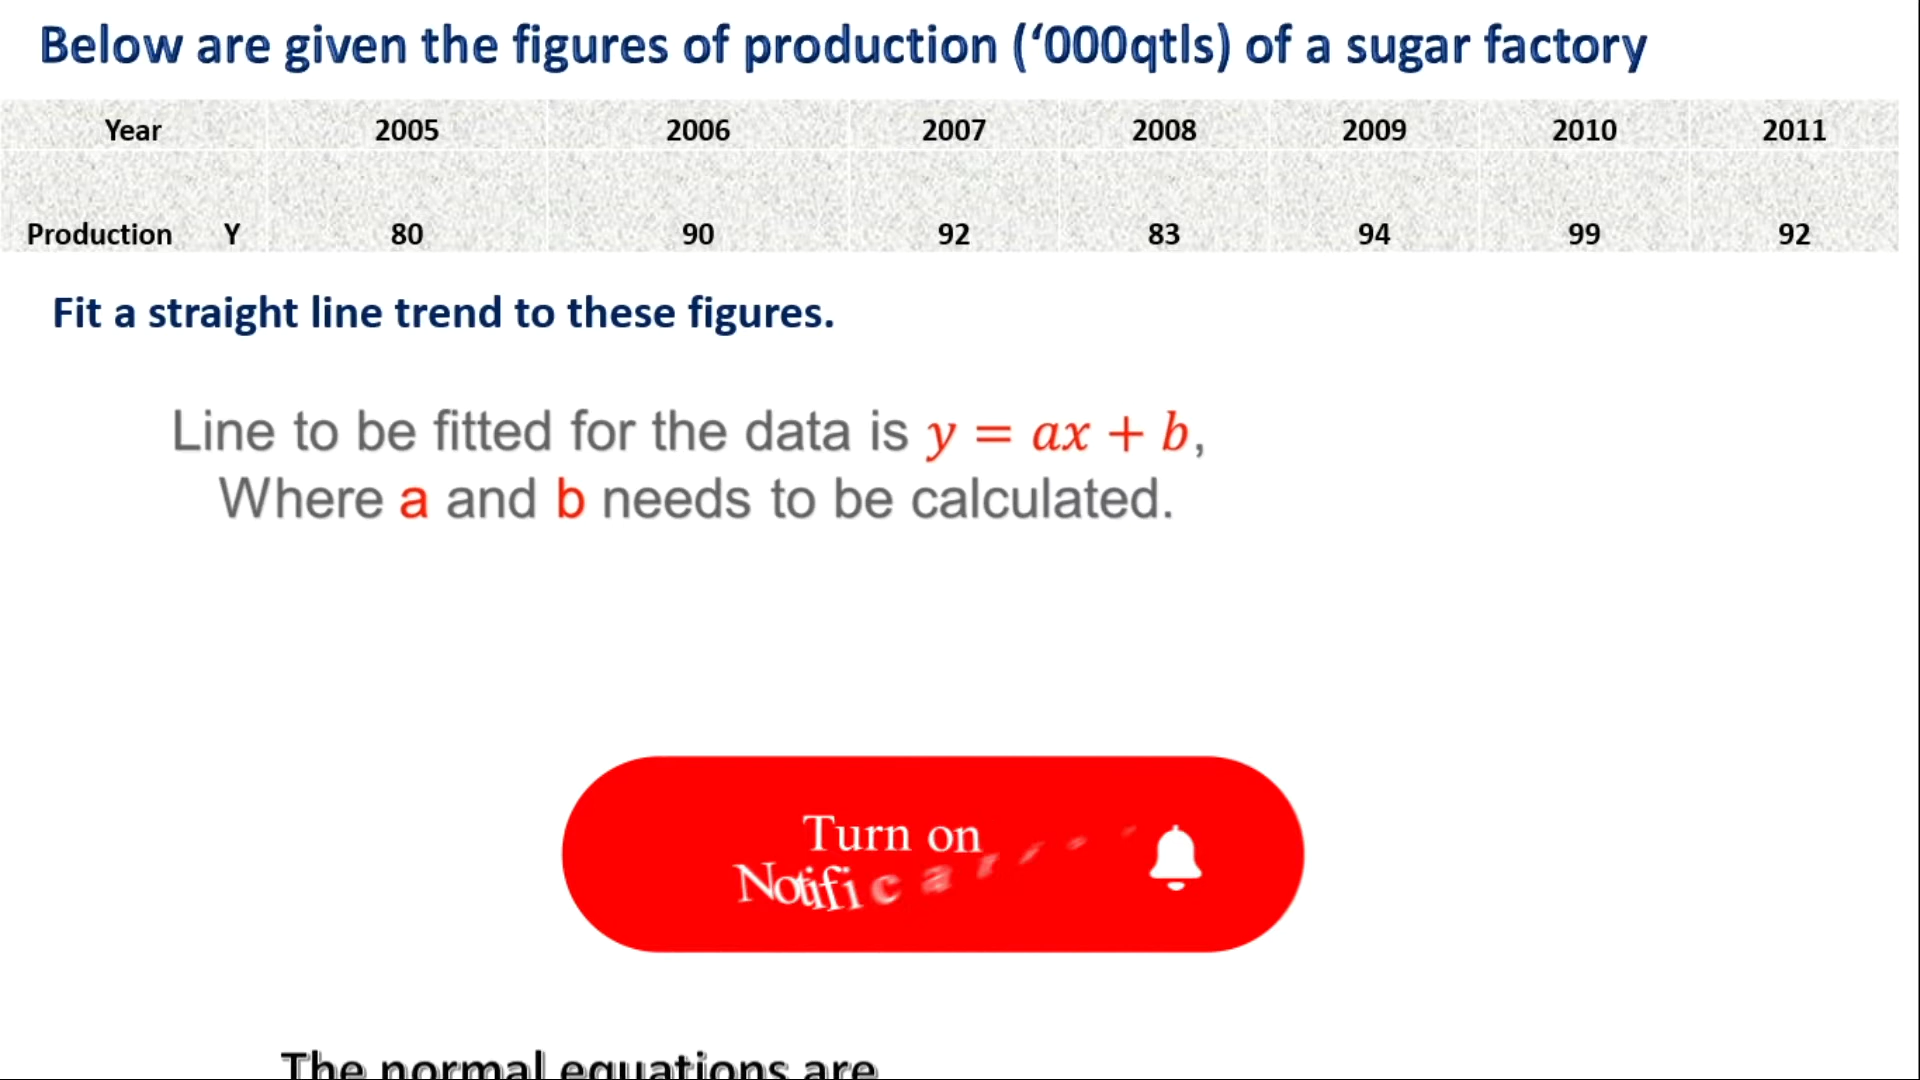 Below are given the figures of production (‘000qtls) of a sugar factory
Year 2005 2006 2007 2008 2009 2010 2011
Production Y 80 90 92 83 94 99 92
Fit a straight line trend to these figures.
Line to be fitted for the data is y = ax + b,
Where a and b needs to be calculated.
Turn on
The normal equations are